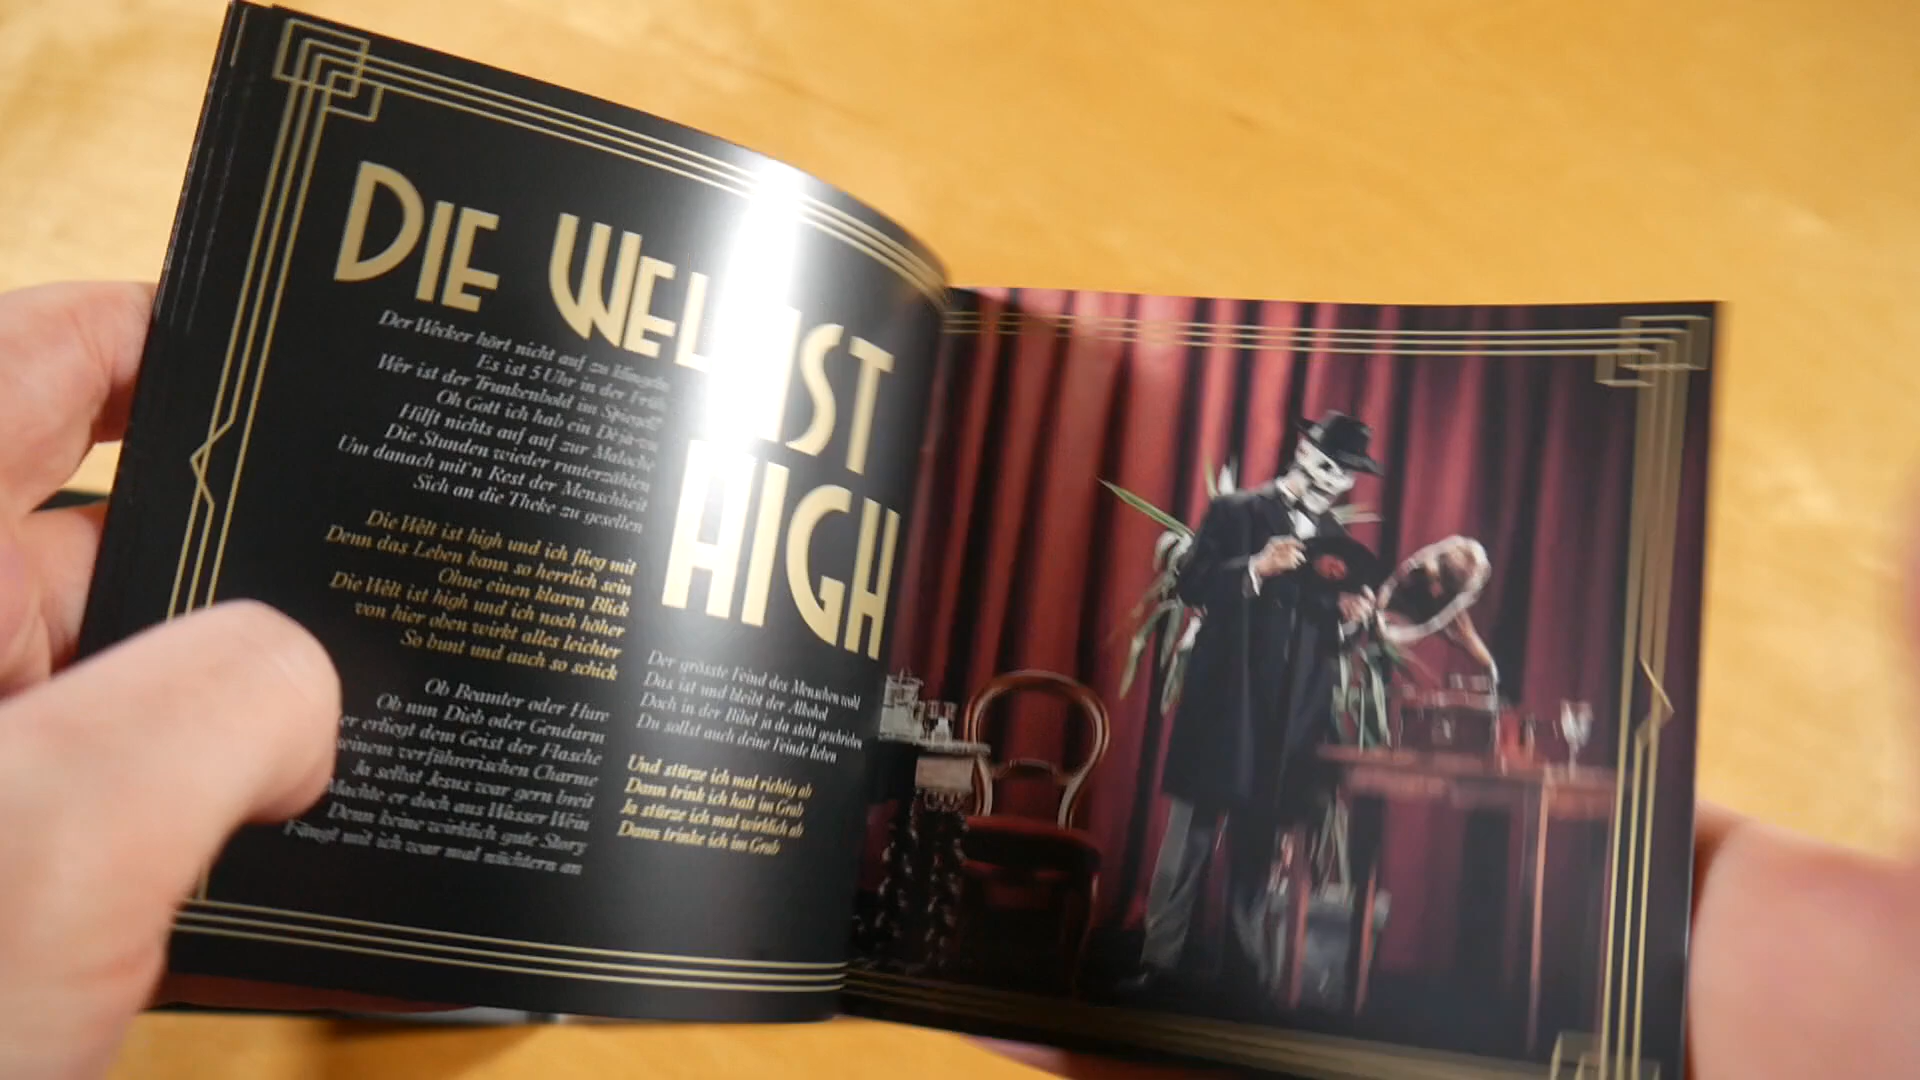 DIE WELT IST
HIGH
Der Wecker hört nicht auf zu klingeln
Es ist 5 Uhr in der Früh
Wer ist der Trunkenbold im Spiegel?
Oh Gott ich hab ein Déjà-vu
Hilft nichts auf auf zur Maloche
Die Stunden wieder runterzählen
Um danach mit'n Rest der Menschheit
Sich an die Theke zu gesellen
Die Welt ist high und ich flieg mit
Denn das Leben kann so herrlich sein
Ohne einen klaren Blick
Die Welt ist high und ich noch höher
von hier oben wirkt alles leichter
So bunt und auch so schick
Ob Beamter oder Hure
Ob nun Dieb oder Gendarm
er erliegt dem Geist der Flasche
seinem verführerischen Charme
Ja selbst Jesus war gern breit
Machte er doch aus Wasser Wein
Denn keine wirklich gute Story
Fängt mit ich war mal nüchtern an
Der grösste Feind des Menschen wohl
Das ist und bleibt der Alkohol
Doch in der Bibel ja da steht geschrieben
Du sollst auch deine Feinde lieben
Und stürze ich mal richtig ab
Dann trink ich halt im Grab
Ja stürze ich mal wirklich ab
Dann trinke ich im Grab